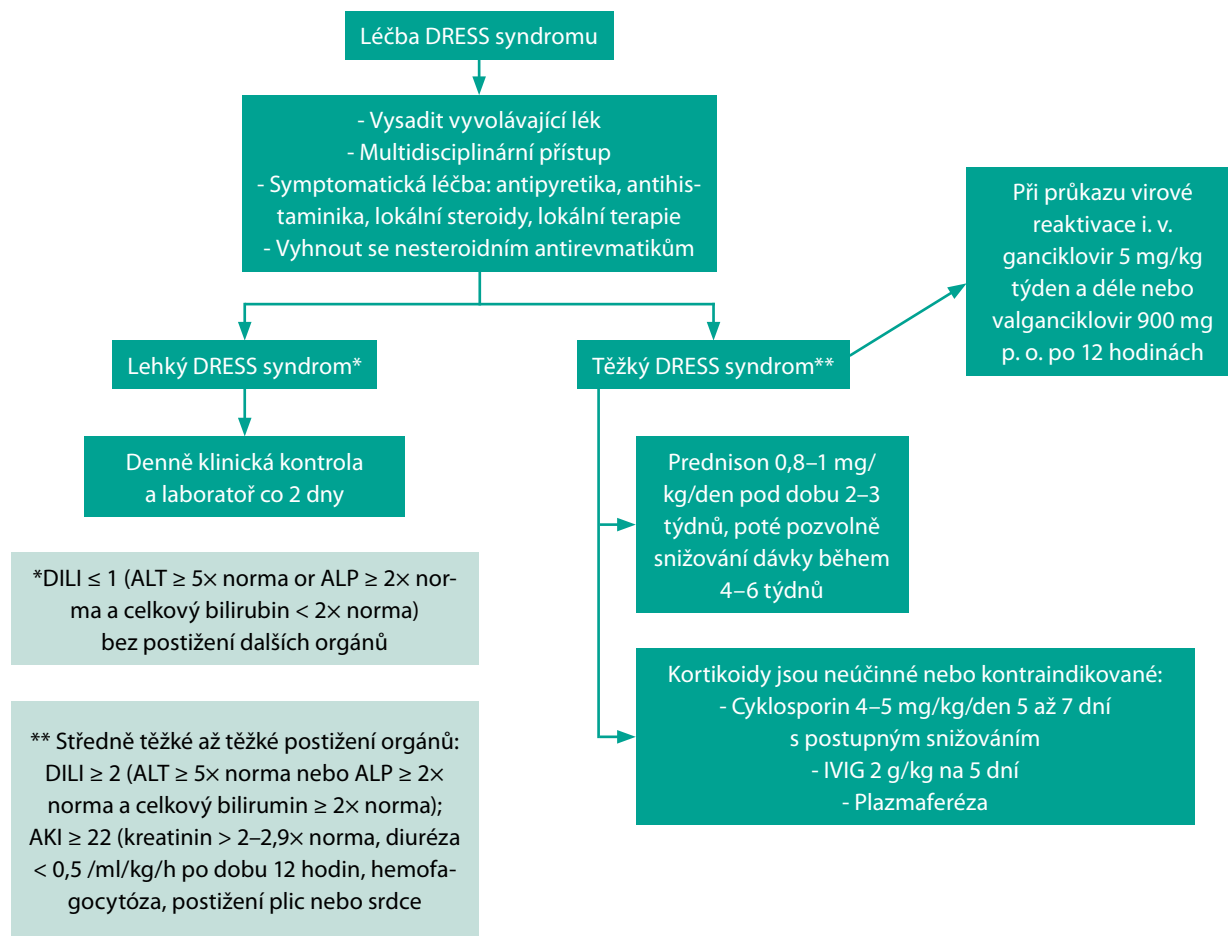 Léčba DRESS syndromu
- Vysadit vyvolávající lék
- Multidisciplinární přístup
- Symptomatická léčba: antipyretika, antihis-
taminika, lokální steroidy, lokální terapie
- Vyhnout se nesteroidním antirevmatikům
Při průkazu virové
reaktivace i. v.
ganciklovir 5 mg/kg
týden a déle nebo
valganciklovir 900 mg
p. o. po 12 hodinách
Lehký DRESS syndrom*
Těžký DRESS syndrom**
Denně klinická kontrola
a laboratoř co 2 dny
Prednison 0,8–1 mg/
kg/den pod dobu 2–3
týdnů, poté pozvolně
snižování dávky během
4–6 týdnů
Kortikoidy jsou neúčinné nebo kontraindikované:
- Cyklosporin 4–5 mg/kg/den 5 až 7 dní
s postupným snižováním
- IVIG 2 g/kg na 5 dní
- Plazmaferéza
*DILI ≤ 1 (ALT ≥ 5× norma or ALP ≥ 2× nor-
ma a celkový bilirubin < 2× norma)
bez postižení dalších orgánů
** Středně těžké až těžké postižení orgánů:
DILI ≥ 2 (ALT ≥ 5× norma nebo ALP ≥ 2×
norma a celkový bilirumin ≥ 2× norma);
AKI ≥ 22 (kreatinin > 2–2,9× norma, diuréza
< 0,5 /ml/kg/h po dobu 12 hodin, hemofa-
gocytóza, postižení plic nebo srdce